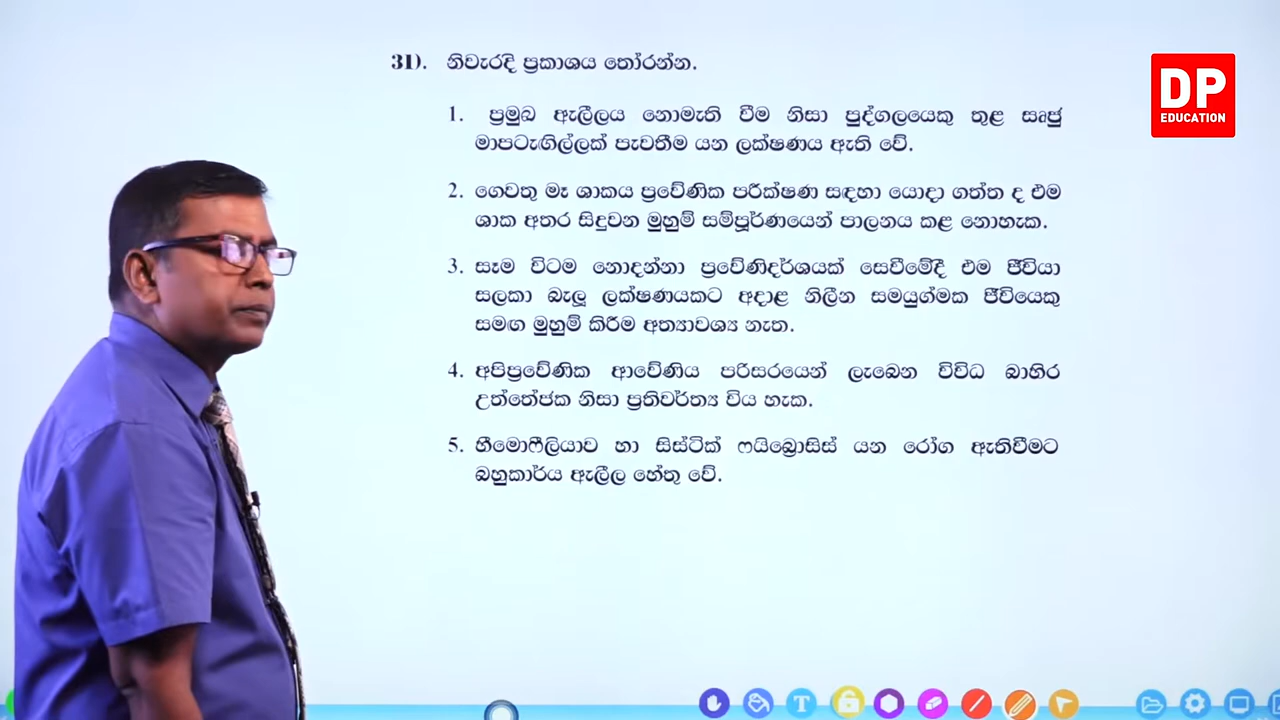 31). නිවැරදි ප්‍රකාශය තෝරන්න.
DP
EDUCATION
1. ප්‍රමුඛ ඇලීලය නොමැති වීම නිසා පුද්ගලයෙකු තුළ සෘජු
මාපටැඟිල්ලක් පැවතීම යන ලක්ෂණය ඇති වේ.
2. ගෙවතු මෑ ශාකය ප්‍රවේණික පරීක්ෂණ සඳහා යොදා ගත්ත ද එම
ශාක අතර සිදුවන මුහුම් සම්පූර්ණයෙන් පාලනය කළ නොහැක.
3. සෑම විටම නොදන්නා ප්‍රවේණිදර්ශයක් සෙවීමේදී එම ජීවියා
සලකා බැලූ ලක්ෂණයකට අදාළ නිලීන සමයුග්මක ජීවියෙකු
සමඟ මුහුම් කිරීම අත්‍යාවශ්‍ය නැත.
4. අපිප්‍රවේණික ආවේණිය පරිසරයෙන් ලැබෙන විවිධ බාහිර
උත්තේජක නිසා ප්‍රතිවර්ත්‍ය විය හැක.
5. හීමොෆීලියාව හා සිස්ටික් ෆයිබ්‍රොසිස් යන රෝග ඇතිවීමට
බහුකාර්ය ඇලීල හේතු වේ.
T